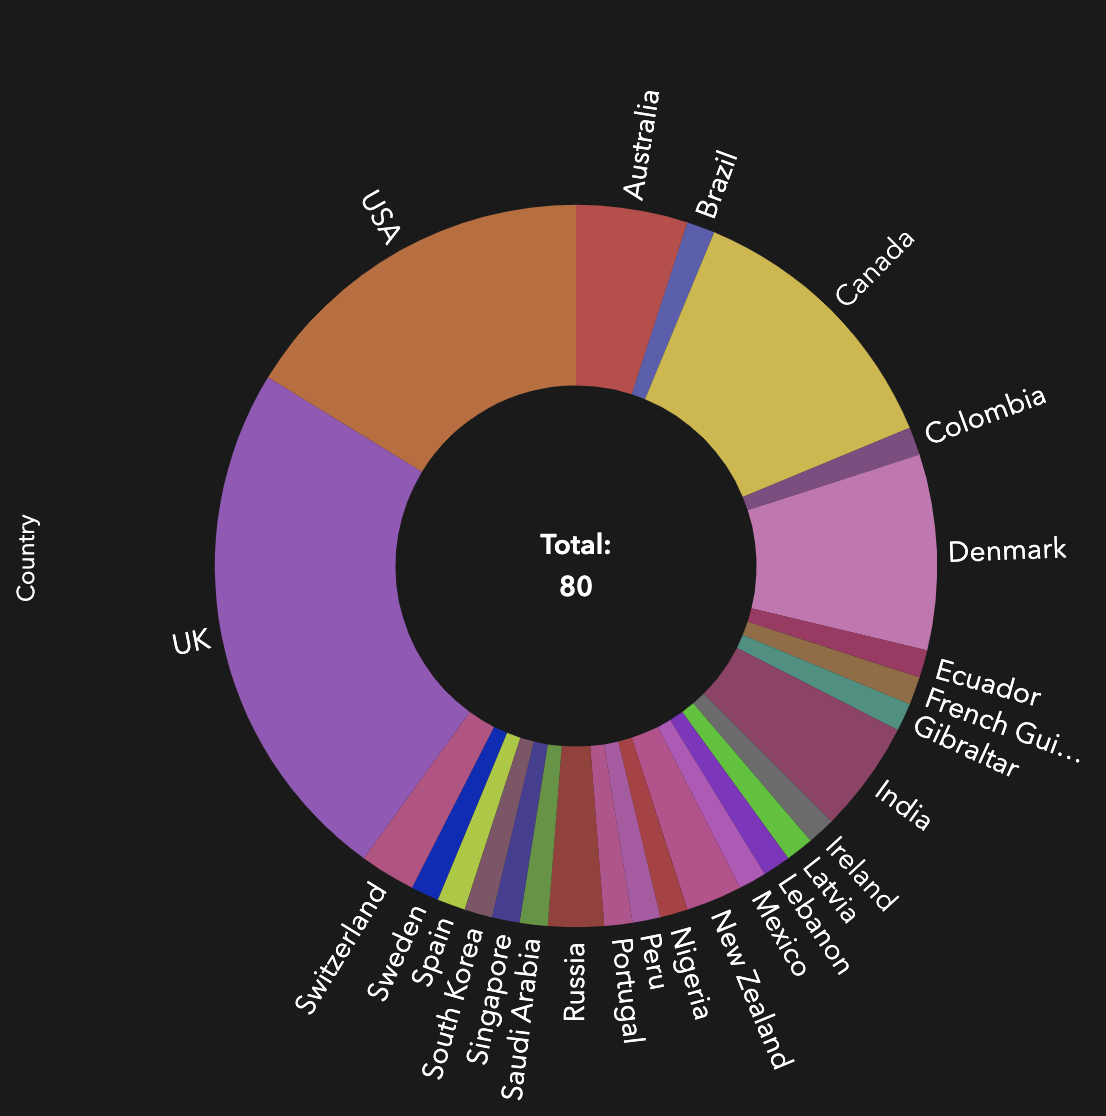 Country
Total:
80
Australia
Brazil
Canada
Colombia
Denmark
Ecuador
French Gui...
Gibraltar
India
Ireland
Latvia
Lebanon
Mexico
New Zealand
Nigeria
Peru
Portugal
Russia
Saudi Arabia
Singapore
South Korea
Spain
Sweden
Switzerland
UK
USA